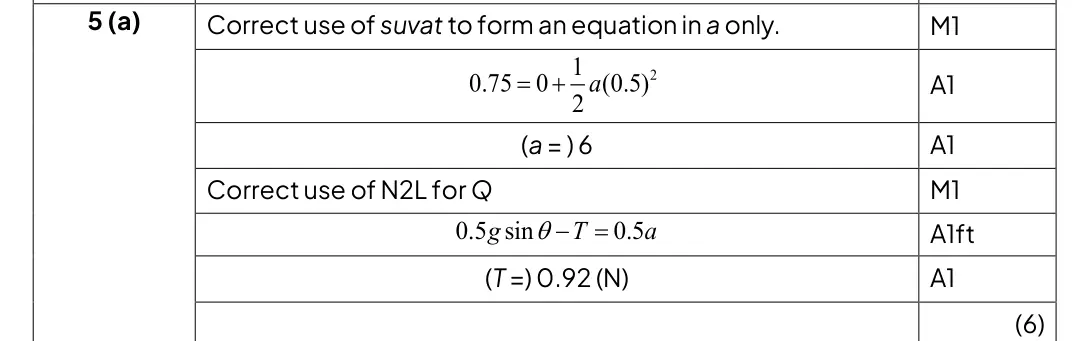 5 (a) Correct use of suvat to form an equation in a only. M1
0.75 = 0 + \frac{1}{2} a(0.5)^2 A1
(a = ) 6 A1
Correct use of N2L for Q M1
0.5g sin θ − T = 0.5a A1ft
(T =) 0.92 (N) A1
(6)